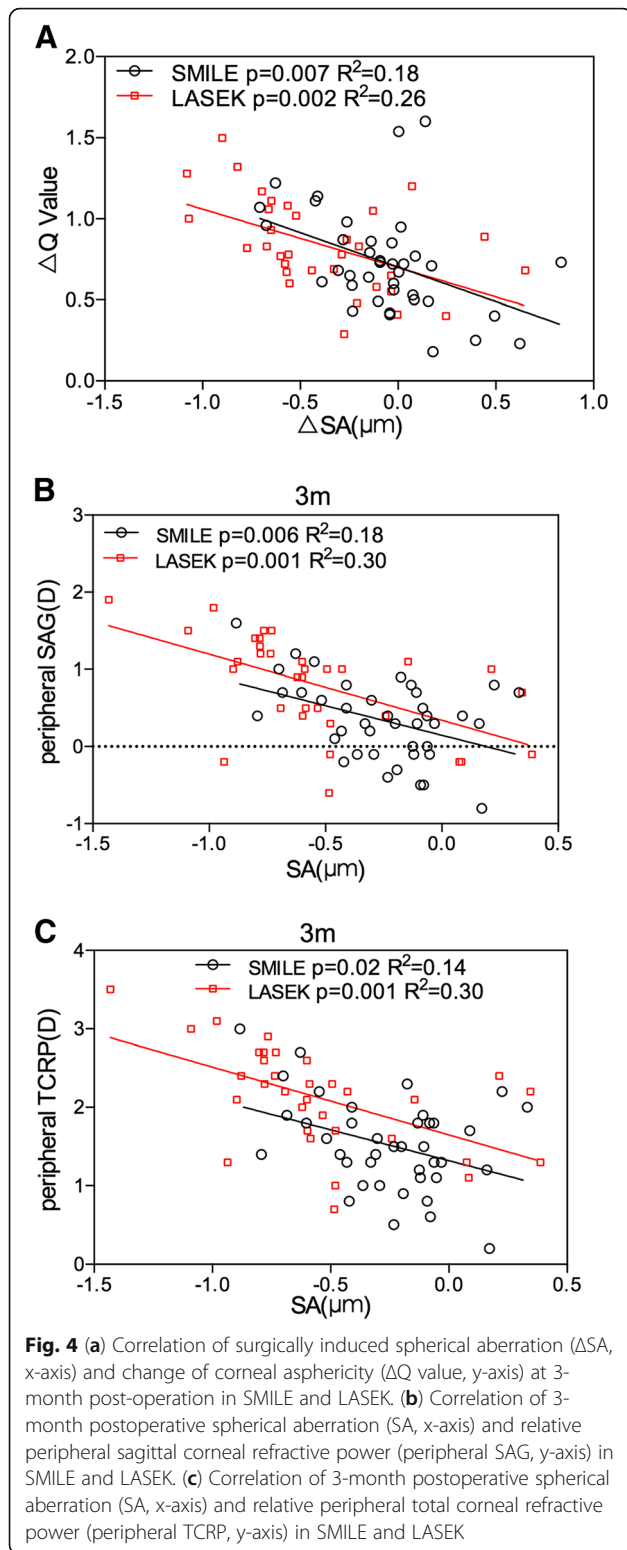 A
SMILE p=0.007 R²=0.18
LASEK p=0.002 R²=0.26
△Q Value
2.0
1.5
1.0
0.5
0.0
-1.5 -1.0 -0.5 0.0 0.5 1.0
△SA(μm)
B
3m
SMILE p=0.006 R²=0.18
LASEK p=0.001 R²=0.30
peripheral SAG(D)
3
2
1
0
-1
-1.5 -1.0 -0.5 0.0 0.5
SA(μm)
C
3m
SMILE p=0.02 R²=0.14
LASEK p=0.001 R²=0.30
peripheral TCRP(D)
4
3
2
1
0
-1.5 -1.0 -0.5 0.0 0.5
SA(μm)
Fig. 4 (a) Correlation of surgically induced spherical aberration (ΔSA,
x-axis) and change of corneal asphericity (ΔQ value, y-axis) at 3-
month post-operation in SMILE and LASEK. (b) Correlation of 3-
month postoperative spherical aberration (SA, x-axis) and relative
peripheral sagittal corneal refractive power (peripheral SAG, y-axis) in
SMILE and LASEK. (c) Correlation of 3-month postoperative spherical
aberration (SA, x-axis) and relative peripheral total corneal refractive
power (peripheral TCRP, y-axis) in SMILE and LASEK